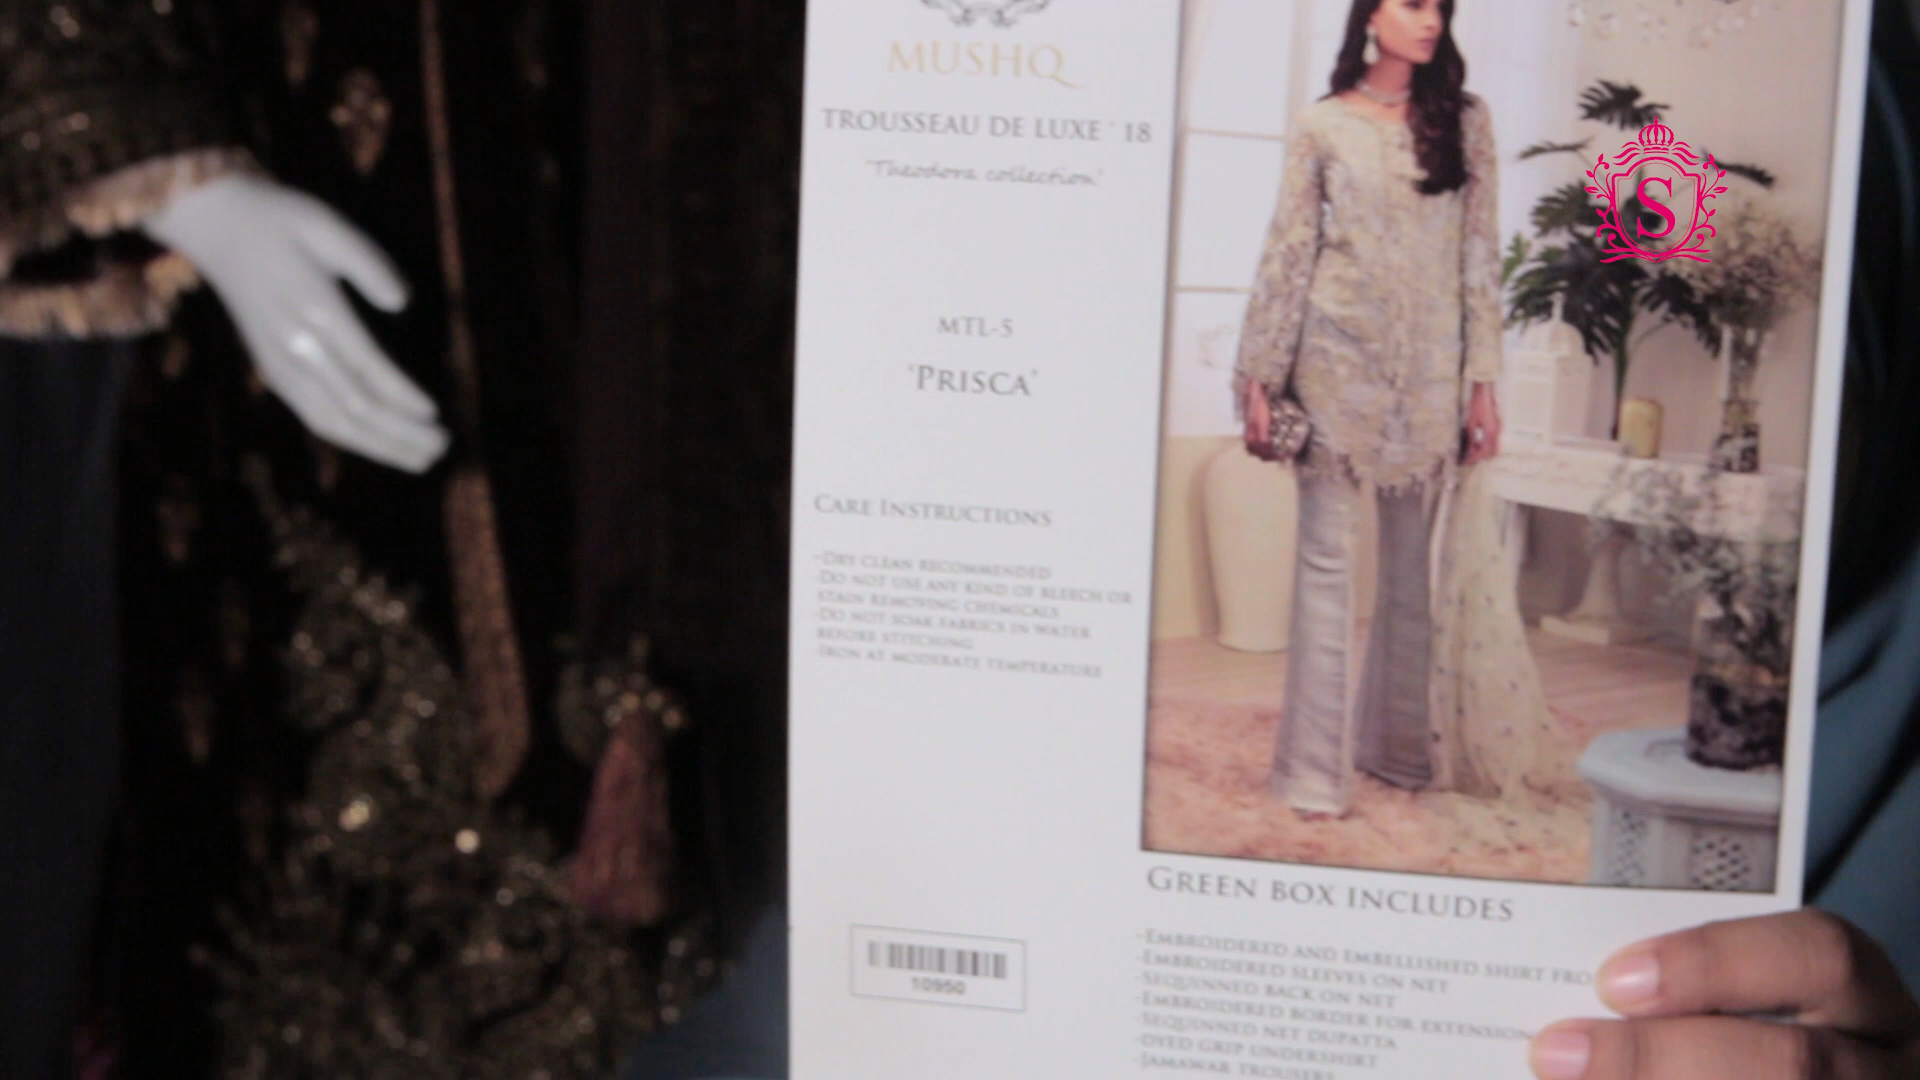 MUSHQ
TROUSSEAU DE LUXE ' 18
'Theodora collection'
MTL-5
'PRISCA'
CARE INSTRUCTIONS
-DRY CLEAN RECOMMENDED
-DO NOT USE ANY KIND OF BLEECH OR
STAIN REMOVING CHEMICALS
-DO NOT SOAK FABRICS IN WATER
BEFORE STITCHING
-IRON AT MODERATE TEMPERATURE
10950
S
GREEN BOX INCLUDES
-EMBROIDERED AND EMBELLISHED SHIRT FRO
-EMBROIDERED SLEEVES ON NET
-SEQUINNED BACK ON NET
-EMBROIDERED BORDER FOR EXTENSION
-SEQUINNED NET DUPATTA
-DYED GRIP UNDERSHIRT
-JAMAWAR TROUSERS